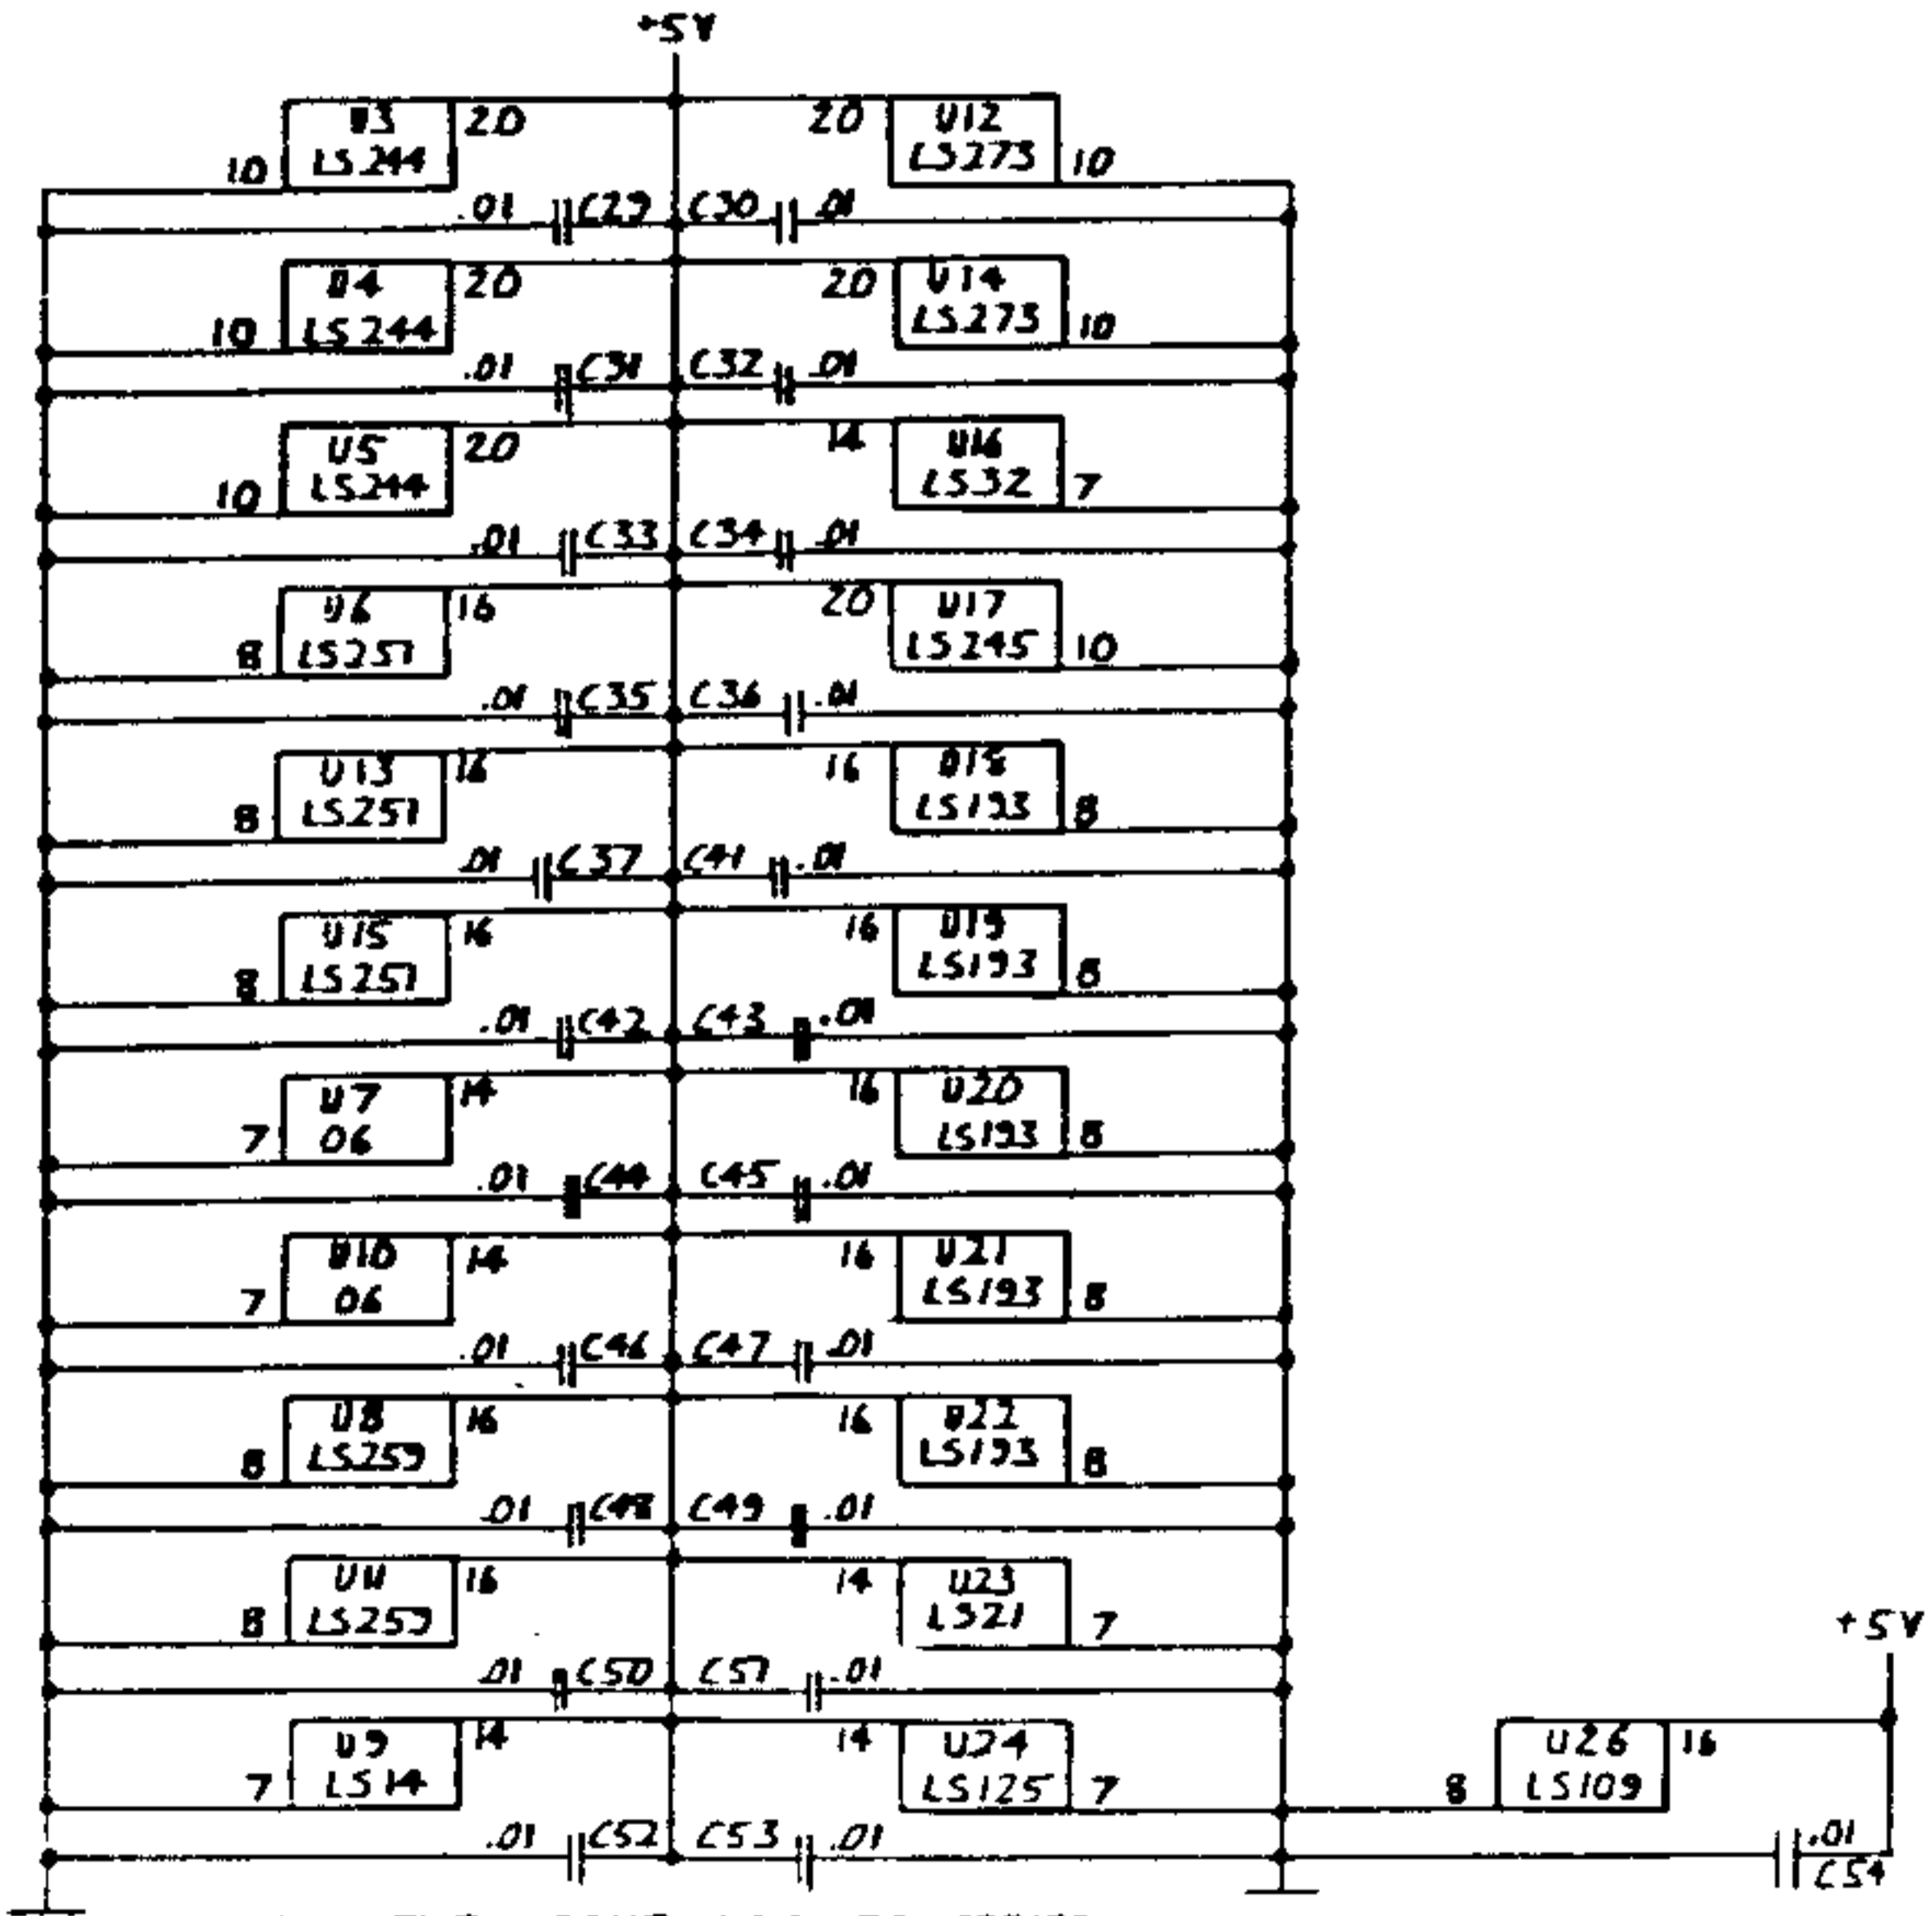 +5V
U3 20 20 U12
10 LS244 LS273 10
.01 C29 C30 .01
U4 20 20 U14
10 LS244 LS273 10
.01 C31 C32 .01
U5 20 14 U16
10 LS244 LS32 7
.01 C33 C34 .01
U6 16 20 U17
8 LS257 LS245 10
.01 C35 C36 .01
U13 16 16 U18
8 LS257 LS193 8
.01 C37 C41 .01
U15 16 16 U19
8 LS257 LS193 8
.01 C42 C43 .01
U7 14 16 U20
7 06 LS193 8
.01 C44 C45 .01
U10 14 16 U21
7 06 LS193 8
.01 C46 C47 .01
U8 16 16 U22
8 LS259 LS193 8
.01 C48 C49 .01
U11 16 14 U23
8 LS259 LS21 7
+5V
.01 C50 C51 .01
U9 14 14 U24 U26 16
7 LS14 LS125 7 8 LS109
.01 C52 C53 .01 .01
C54